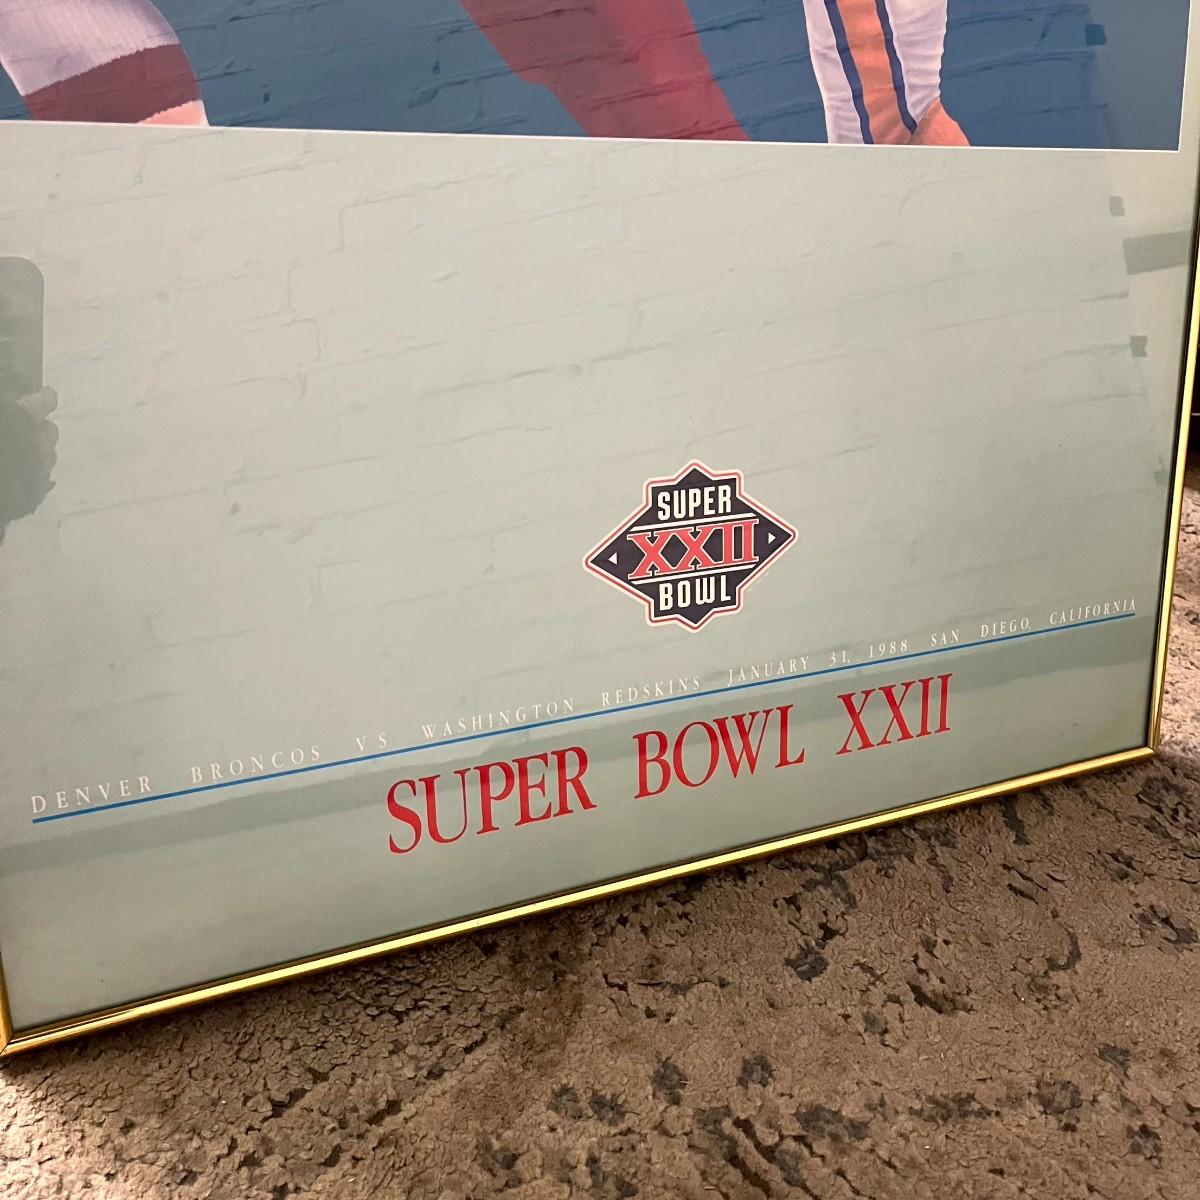 SUPER
XXII
BOWL
DENVER BRONCOS VS WASHINGTON REDSKINS JANUARY 31, 1988 SAN DIEGO, CALIFORNIA
SUPER BOWL XXII